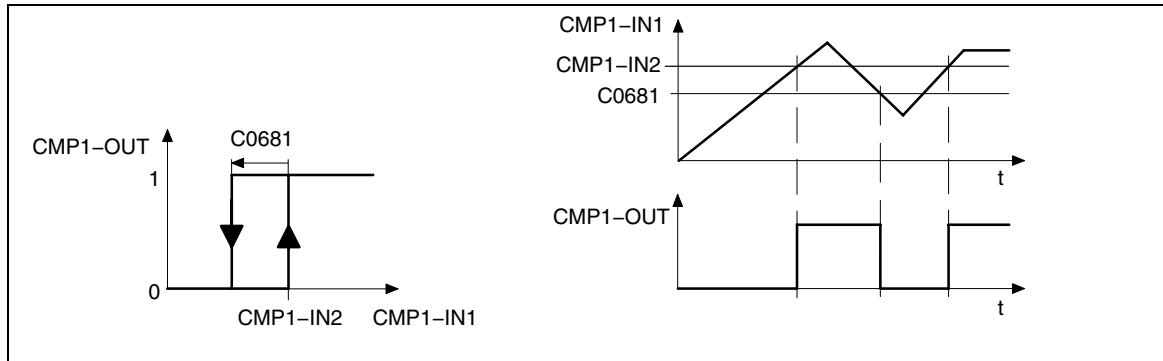 C0681
CMP1–OUT
1
0
CMP1–IN2 CMP1–IN1
CMP1–IN1
CMP1–IN2
C0681
t
CMP1–OUT
t